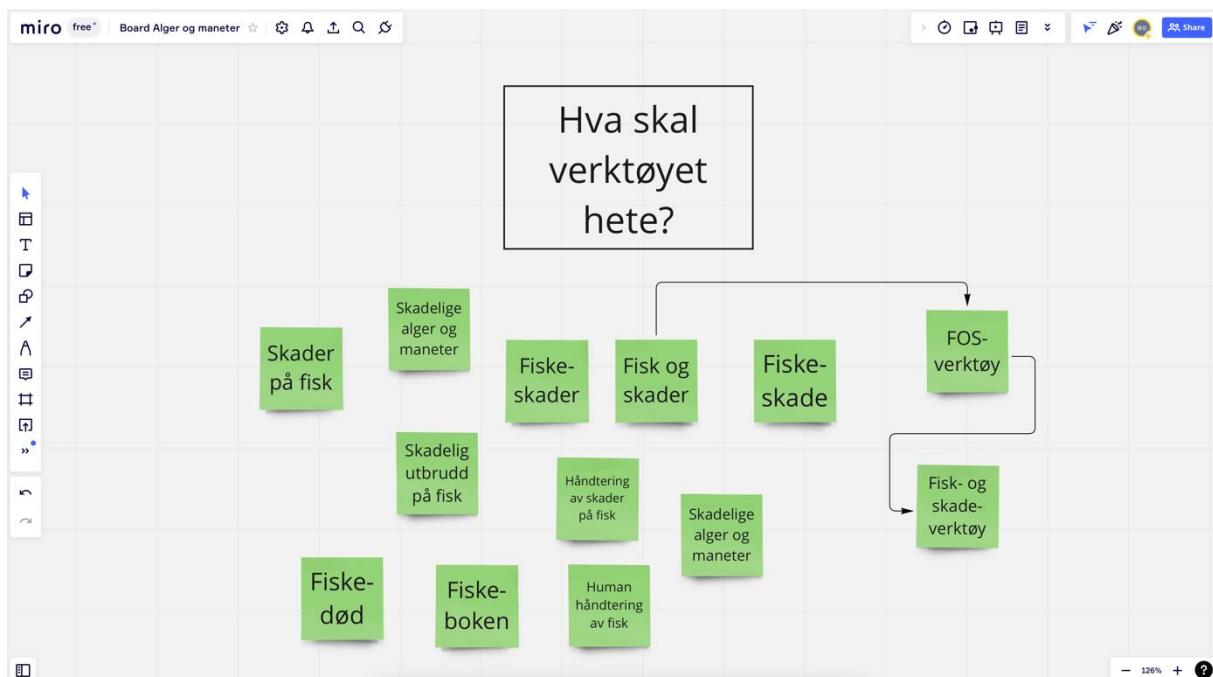 miro free Board Alger og maneter
Share
Hva skal
verktøyet
hete?
Skader
på fisk
Skadelige
alger og
maneter
Fiske-
skader
Fisk og
skader
Fiske-
skade
FOS-
verktøy
Skadelig
utbrudd
på fisk
Håndtering
av skader
på fisk
Skadelige
alger og
maneter
Fisk- og
skade-
verktøy
Fiske-
død
Fiske-
boken
Human
håndtering
av fisk
126%